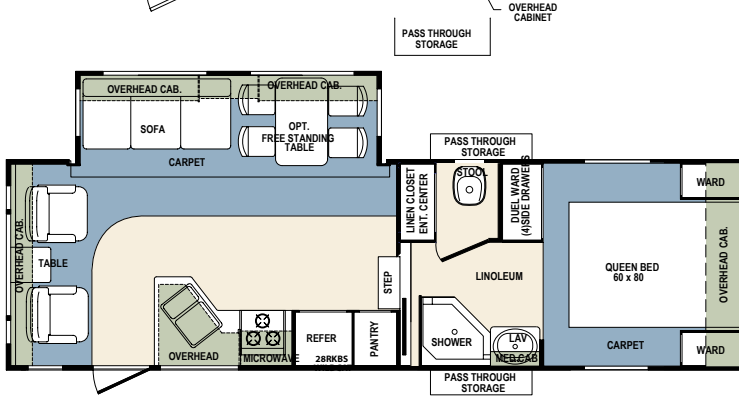 OVERHEAD
CABINET
PASS THROUGH
STORAGE
OVERHEAD CAB.
OVERHEAD CAB.
SOFA
OPT.
FREE STANDING
TABLE
CARPET
PASS THROUGH
STORAGE
STOOL
LINEN CLOSET
ENT. CENTER
DUEL WARD
(4)SIDE DRAWERS
WARD
OVERHEAD CAB.
TABLE
STEP
LINOLEUM
QUEEN BED
60 x 80
OVERHEAD CAB.
OVERHEAD
MICROWAVE
REFER
28RKBS
PANTRY
SHOWER
LAV
MED.CAB
CARPET
WARD
PASS THROUGH
STORAGE